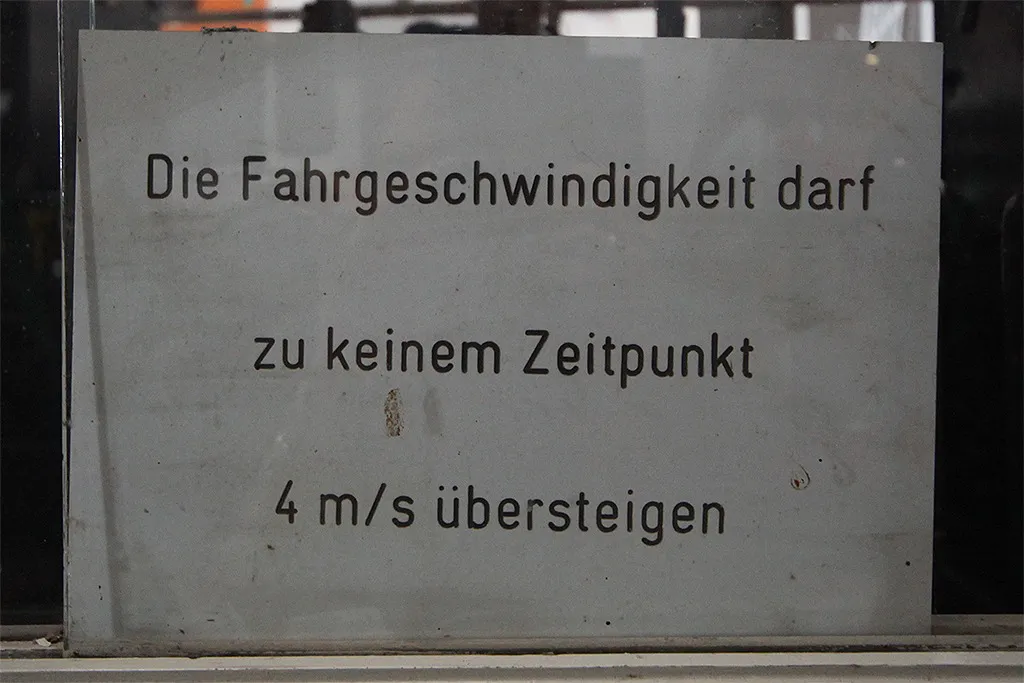 Die Fahrgeschwindigkeit darf
zu keinem Zeitpunkt
4 m/s übersteigen